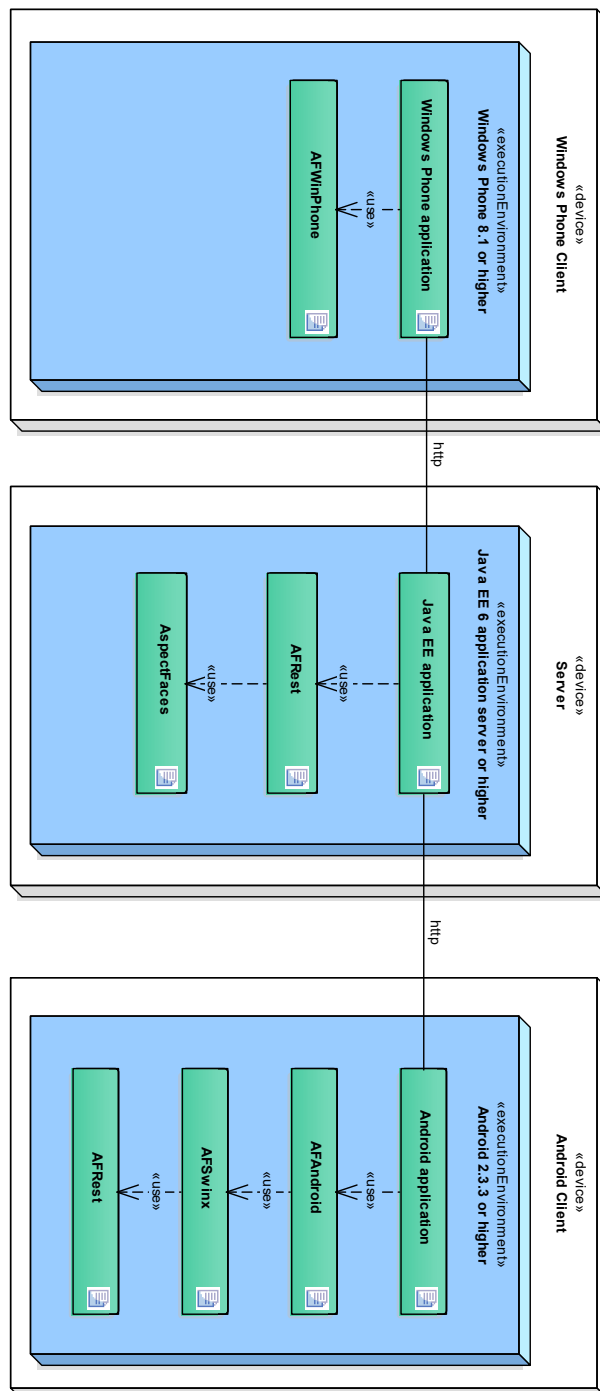 «device»
Windows Phone Client
«executionEnvironment»
Windows Phone 8.1 or higher
Windows Phone application
«use»
AFWinPhone
http
«device»
Server
«executionEnvironment»
Java EE 6 application server or higher
Java EE application
«use»
AFRest
«use»
AspectFaces
http
«device»
Android Client
«executionEnvironment»
Android 2.3.3 or higher
Android application
«use»
AFAndroid
«use»
AFSwinx
«use»
AFRest